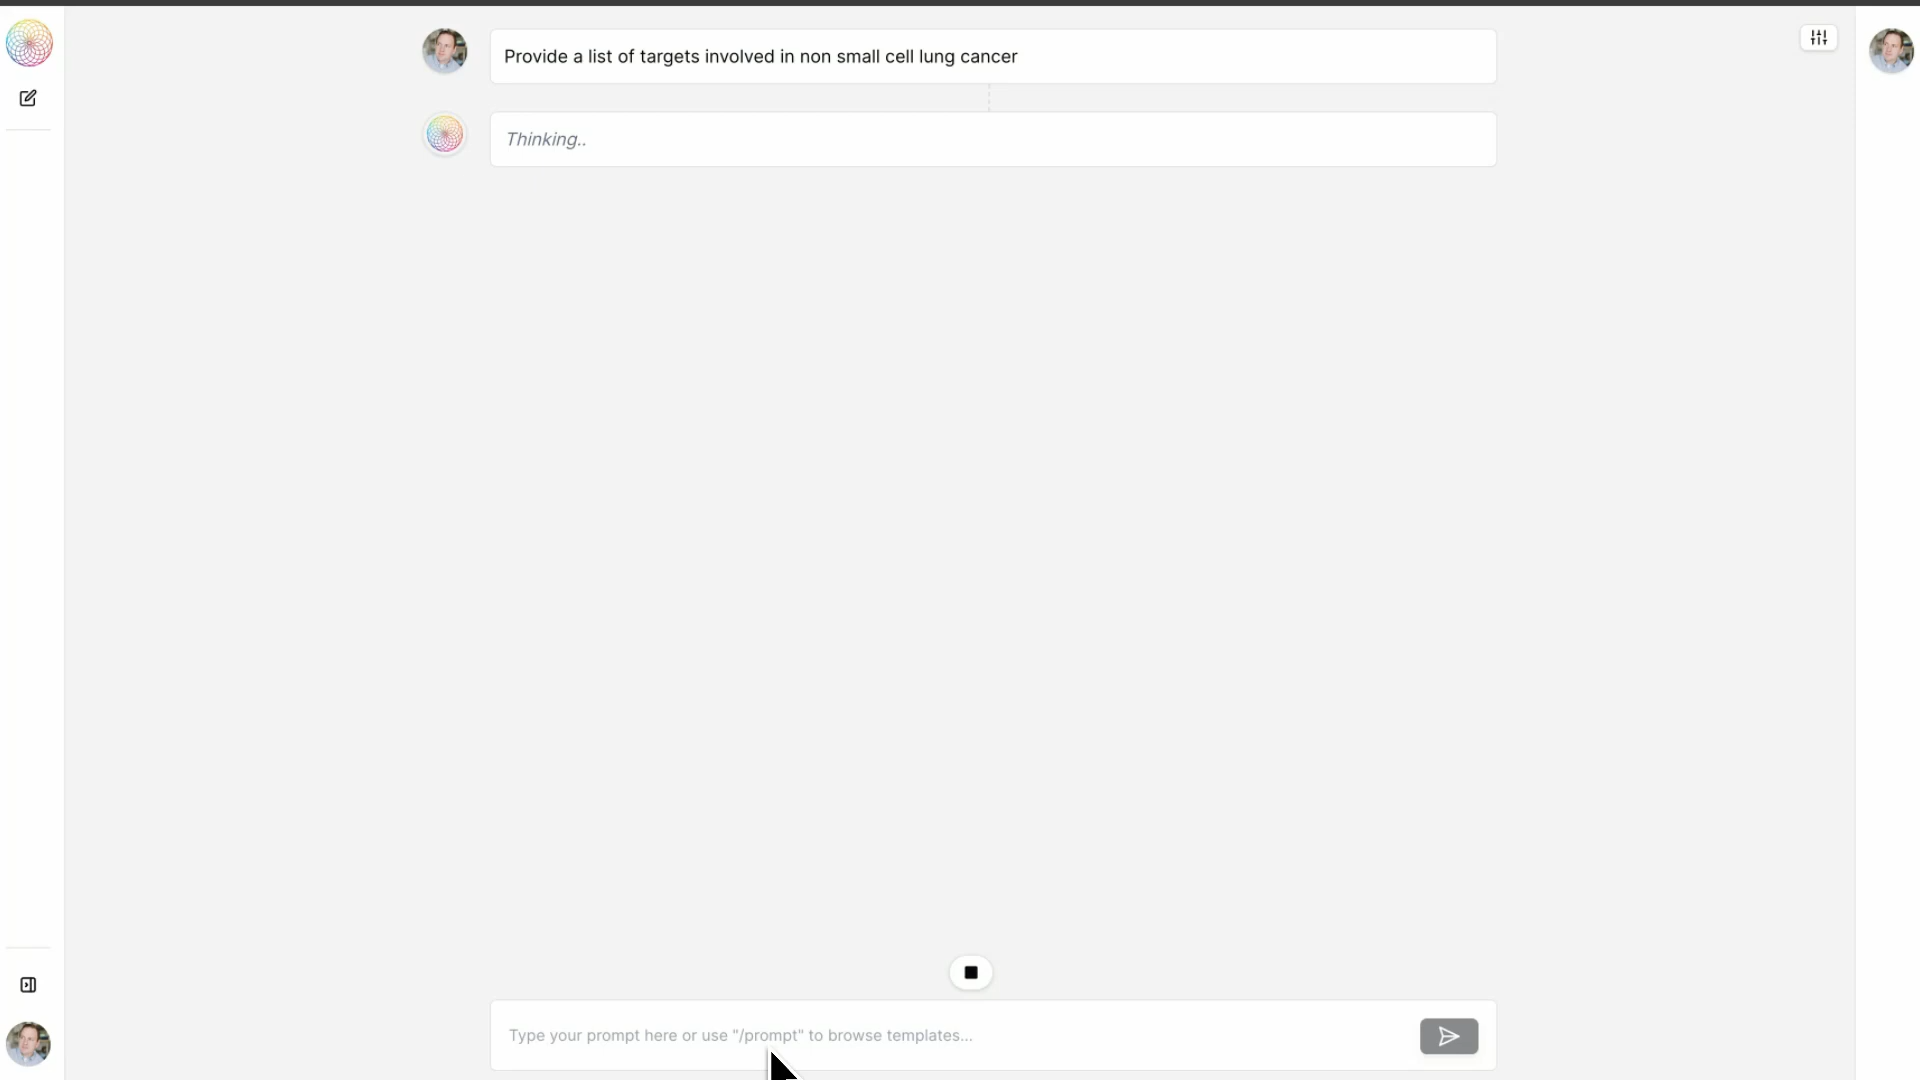 Provide a list of targets involved in non small cell lung cancer
Thinking..
Type your prompt here or use "/prompt" to browse templates...